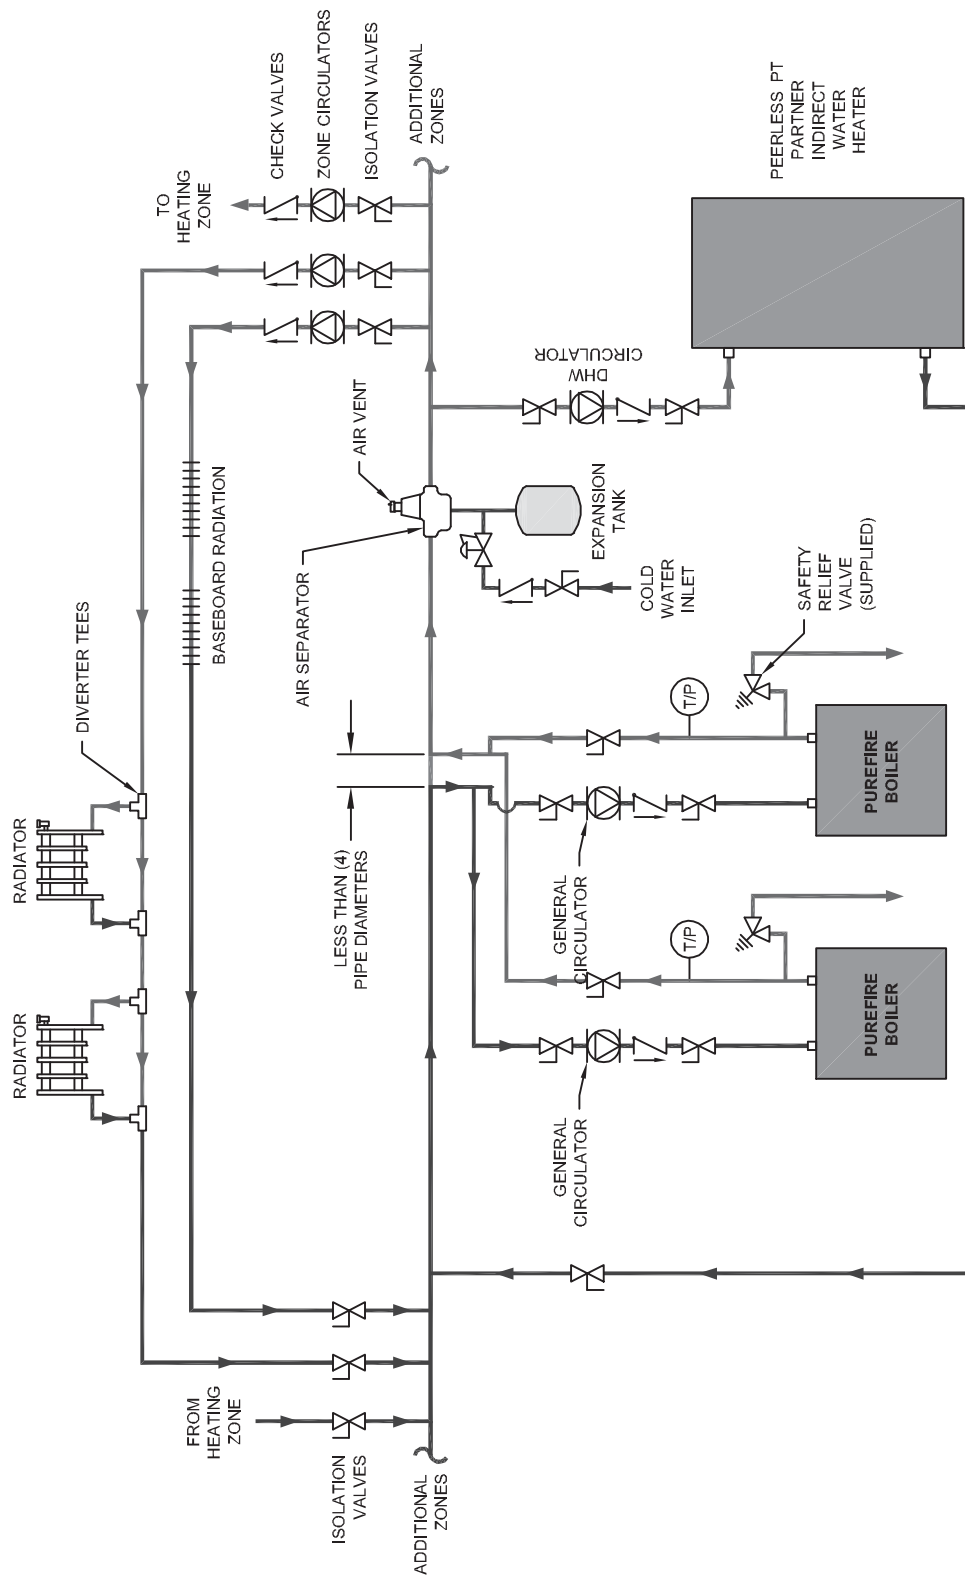 RADIATOR
RADIATOR
DIVERTER TEES
BASEBOARD RADIATION
TO
HEATING
ZONE
CHECK VALVES
ZONE CIRCULATORS
ISOLATION VALVES
ADDITIONAL
ZONES
FROM
HEATING
ZONE
ISOLATION
VALVES
ADDITIONAL
ZONES
LESS THAN (4)
PIPE DIAMETERS
AIR SEPARATOR
AIR VENT
EXPANSION
TANK
COLD
WATER
INLET
DHW
CIRCULATOR
PEERLESS PT
PARTNER
INDIRECT
WATER
HEATER
GENERAL
CIRCULATOR
GENERAL
CIRCULATOR
T/P
T/P
SAFETY
RELIEF
VALVE
(SUPPLIED)
PUREFIRE
BOILER
PUREFIRE
BOILER